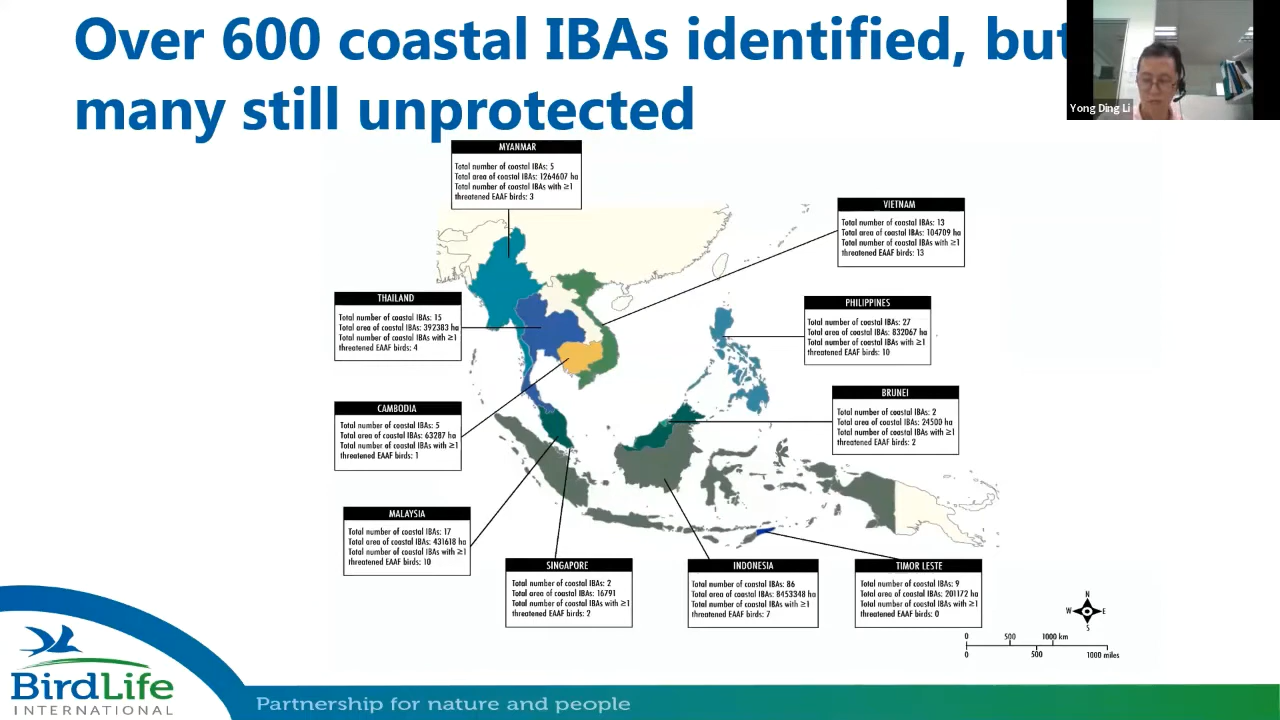 Over 600 coastal IBAs identified, but
many still unprotected
Yong Ding Li
MYANMAR
Total number of coastal IBAs: 5
Total area of coastal IBAs: 1264607 ha
Total number of coastal IBAs with ≥1
threatened EAAF birds: 3
VIETNAM
Total number of coastal IBAs: 13
Total area of coastal IBAs: 104709 ha
Total number of coastal IBAs with ≥1
threatened EAAF birds: 13
THAILAND
Total number of coastal IBAs: 15
Total area of coastal IBAs: 392383 ha
Total number of coastal IBAs with ≥1
threatened EAAF birds: 4
PHILIPPINES
Total number of coastal IBAs: 27
Total area of coastal IBAs: 832067 ha
Total number of coastal IBAs with ≥1
threatened EAAF birds: 10
BRUNEI
Total number of coastal IBAs: 2
Total area of coastal IBAs: 24500 ha
Total number of coastal IBAs with ≥1
threatened EAAF birds: 2
CAMBODIA
Total number of coastal IBAs: 5
Total area of coastal IBAs: 63287 ha
Total number of coastal IBAs with ≥1
threatened EAAF birds: 1
MALAYSIA
Total number of coastal IBAs: 17
Total area of coastal IBAs: 431618 ha
Total number of coastal IBAs with ≥1
threatened EAAF birds: 10
SINGAPORE
Total number of coastal IBAs: 2
Total area of coastal IBAs: 16791
Total number of coastal IBAs with ≥1
threatened EAAF birds: 2
INDONESIA
Total number of coastal IBAs: 86
Total area of coastal IBAs: 8453348 ha
Total number of coastal IBAs with ≥1
threatened EAAF birds: 7
TIMOR LESTE
Total number of coastal IBAs: 9
Total area of coastal IBAs: 201172 ha
Total number of coastal IBAs with ≥1
threatened EAAF birds: 0
N
W E
S
0 500 1000 km
0 500 1000 miles
BirdLife
INTERNATIONAL
Partnership for nature and people